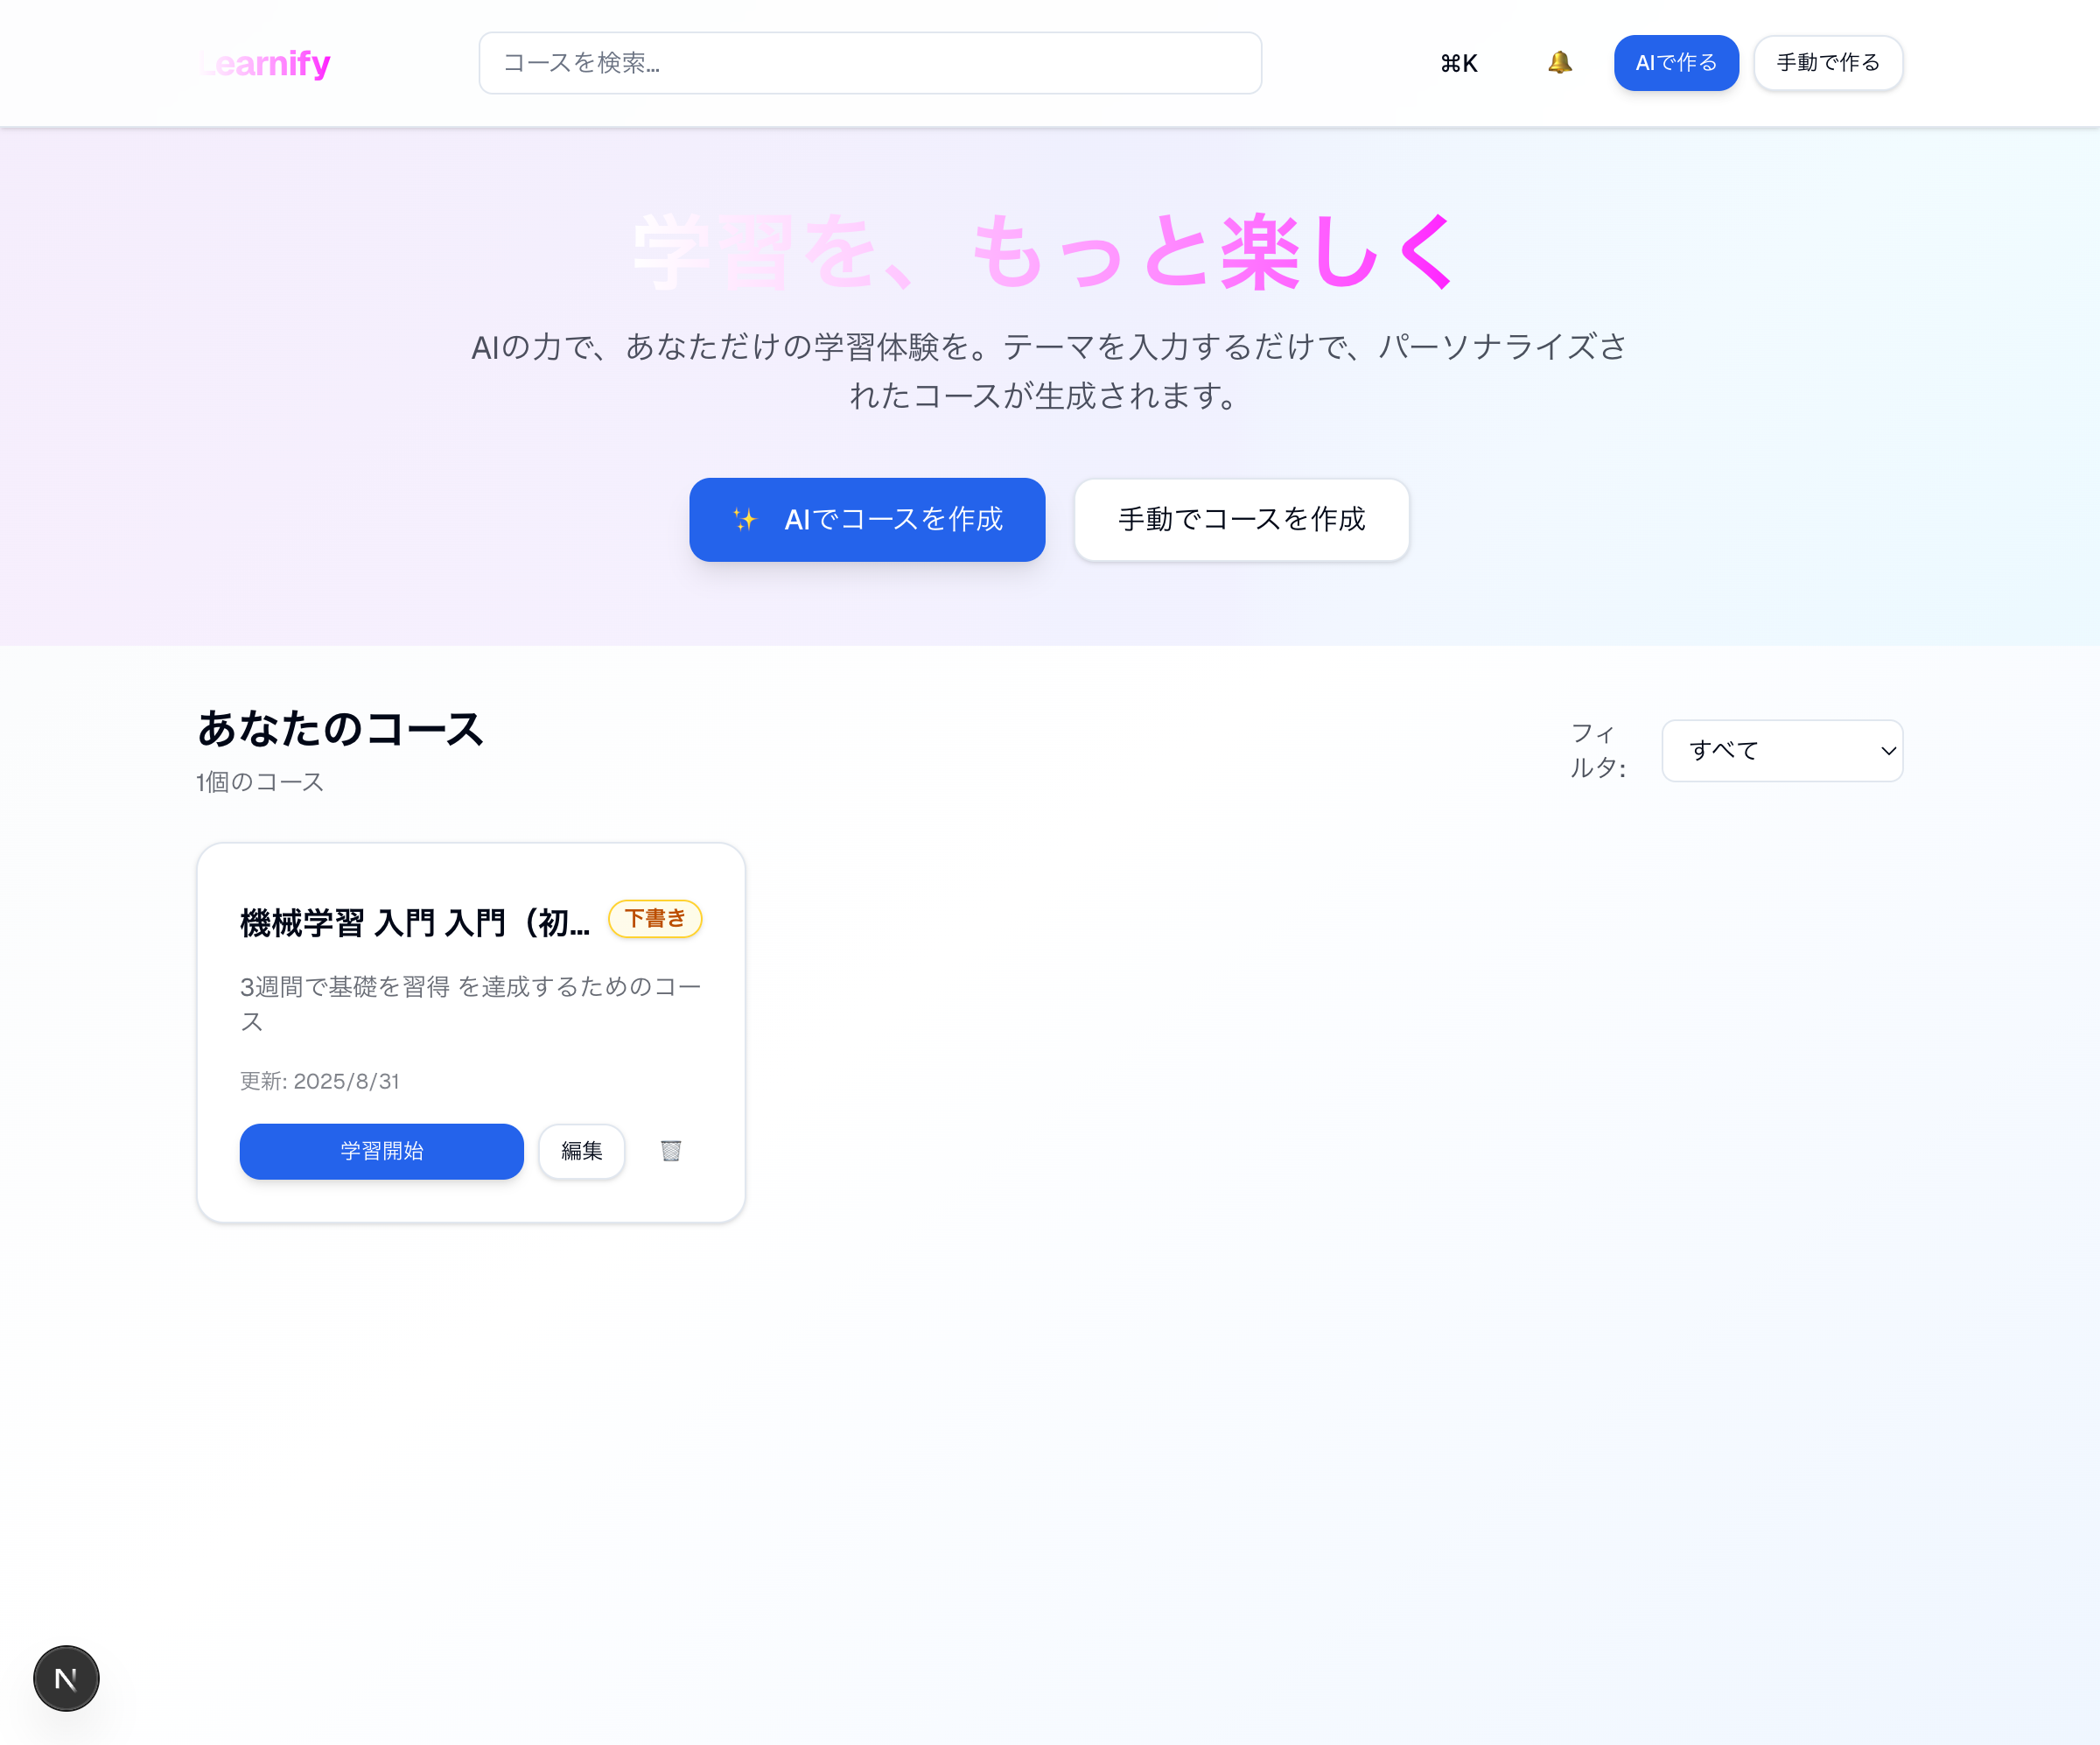 Learnify
コースを検索...
⌘K
AIで作る
手動で作る
学習を、もっと楽しく
AIの力で、あなただけの学習体験を。テーマを入力するだけで、パーソナライズさ
れたコースが生成されます。
AIでコースを作成
手動でコースを作成
あなたのコース
1個のコース
フィ
ルタ:
すべて
機械学習 入門 入門（初...
下書き
3週間で基礎を習得 を達成するためのコー
ス
更新: 2025/8/31
学習開始
編集
N